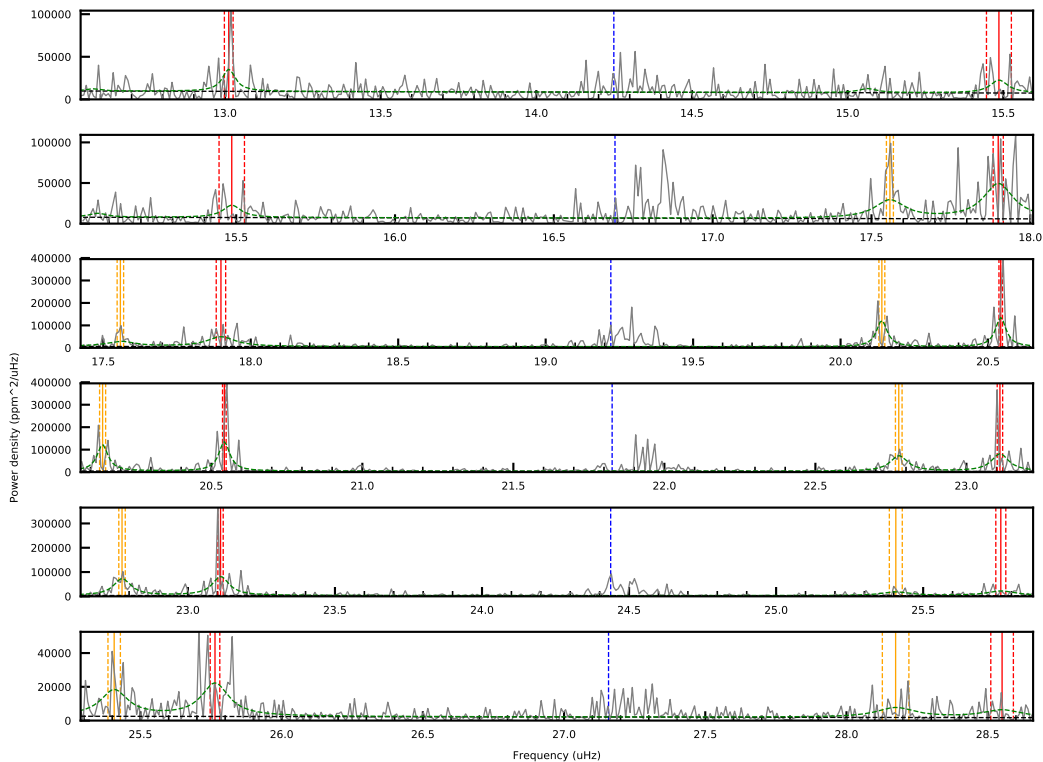 100000
50000
0
13.0 13.5 14.0 14.5 15.0 15.5
100000
50000
0
15.5 16.0 16.5 17.0 17.5 18.0
400000
300000
200000
100000
0
17.5 18.0 18.5 19.0 19.5 20.0 20.5
Power density (ppm^2/uHz)
400000
300000
200000
100000
0
20.5 21.0 21.5 22.0 22.5 23.0
300000
200000
100000
0
23.0 23.5 24.0 24.5 25.0 25.5
40000
20000
0
25.5 26.0 26.5 27.0 27.5 28.0 28.5
Frequency (uHz)